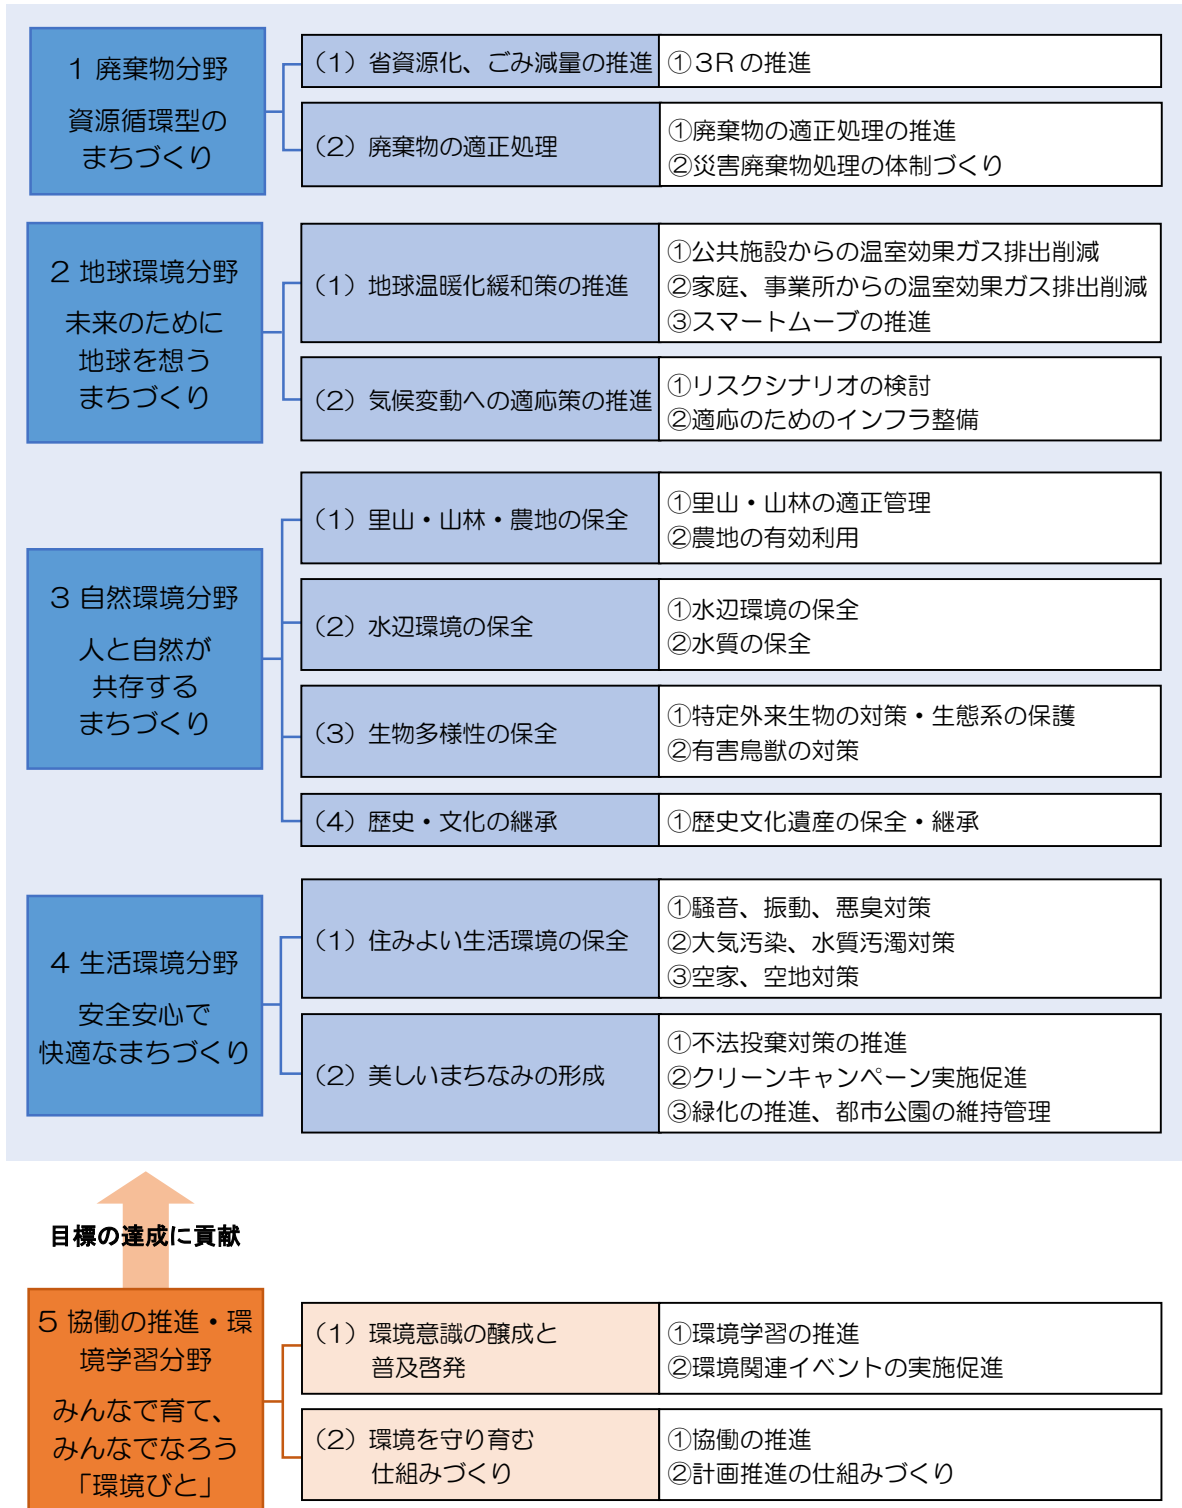 1 廃棄物分野
資源循環型の
まちづくり
（1）省資源化、ごみ減量の推進
①3Rの推進
（2）廃棄物の適正処理
①廃棄物の適正処理の推進
②災害廃棄物処理の体制づくり
2 地球環境分野
未来のために
地球を想う
まちづくり
（1）地球温暖化緩和策の推進
①公共施設からの温室効果ガス排出削減
②家庭、事業所からの温室効果ガス排出削減
③スマートムーブの推進
（2）気候変動への適応策の推進
①リスクシナリオの検討
②適応のためのインフラ整備
3 自然環境分野
人と自然が
共存する
まちづくり
（1）里山・山林・農地の保全
①里山・山林の適正管理
②農地の有効利用
（2）水辺環境の保全
①水辺環境の保全
②水質の保全
（3）生物多様性の保全
①特定外来生物の対策・生態系の保護
②有害鳥獣の対策
（4）歴史・文化の継承
①歴史文化遺産の保全・継承
4 生活環境分野
安全安心で
快適なまちづくり
（1）住みよい生活環境の保全
①騒音、振動、悪臭対策
②大気汚染、水質汚濁対策
③空家、空地対策
（2）美しいまちなみの形成
①不法投棄対策の推進
②クリーンキャンペーン実施促進
③緑化の推進、都市公園の維持管理
目標の達成に貢献
5 協働の推進・環
境学習分野
みんなで育て、
みんなでなろう
「環境びと」
（1）環境意識の醸成と
普及啓発
①環境学習の推進
②環境関連イベントの実施促進
（2）環境を守り育む
仕組みづくり
①協働の推進
②計画推進の仕組みづくり